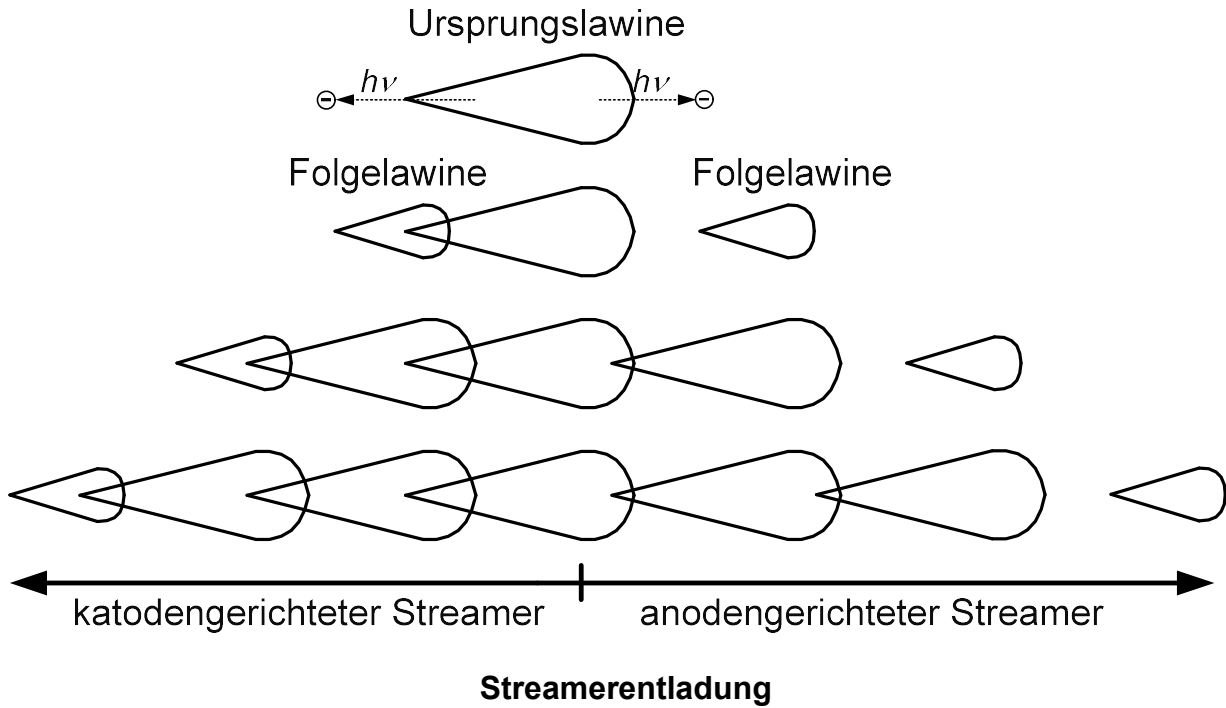 Ursprungslawine
hν hν
⊖ ⊖
Folgelawine Folgelawine
katodengerichteter Streamer anodengerichteter Streamer
Streamerentladung